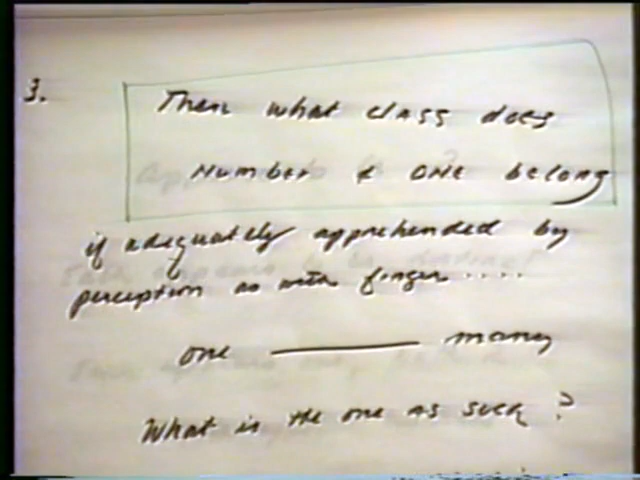 3.
Then what class does
Number & ONE belong
if adequately apprehended by
perception as with finger....
one ——— many
What is the one as such?